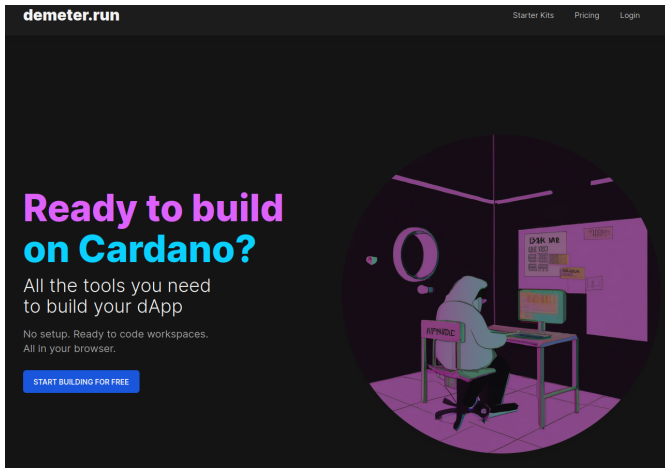 demeter.run
Starter Kits
Pricing
Login
Ready to build
on Cardano?
All the tools you need
to build your dApp
No setup. Ready to code workspaces.
All in your browser.
START BUILDING FOR FREE